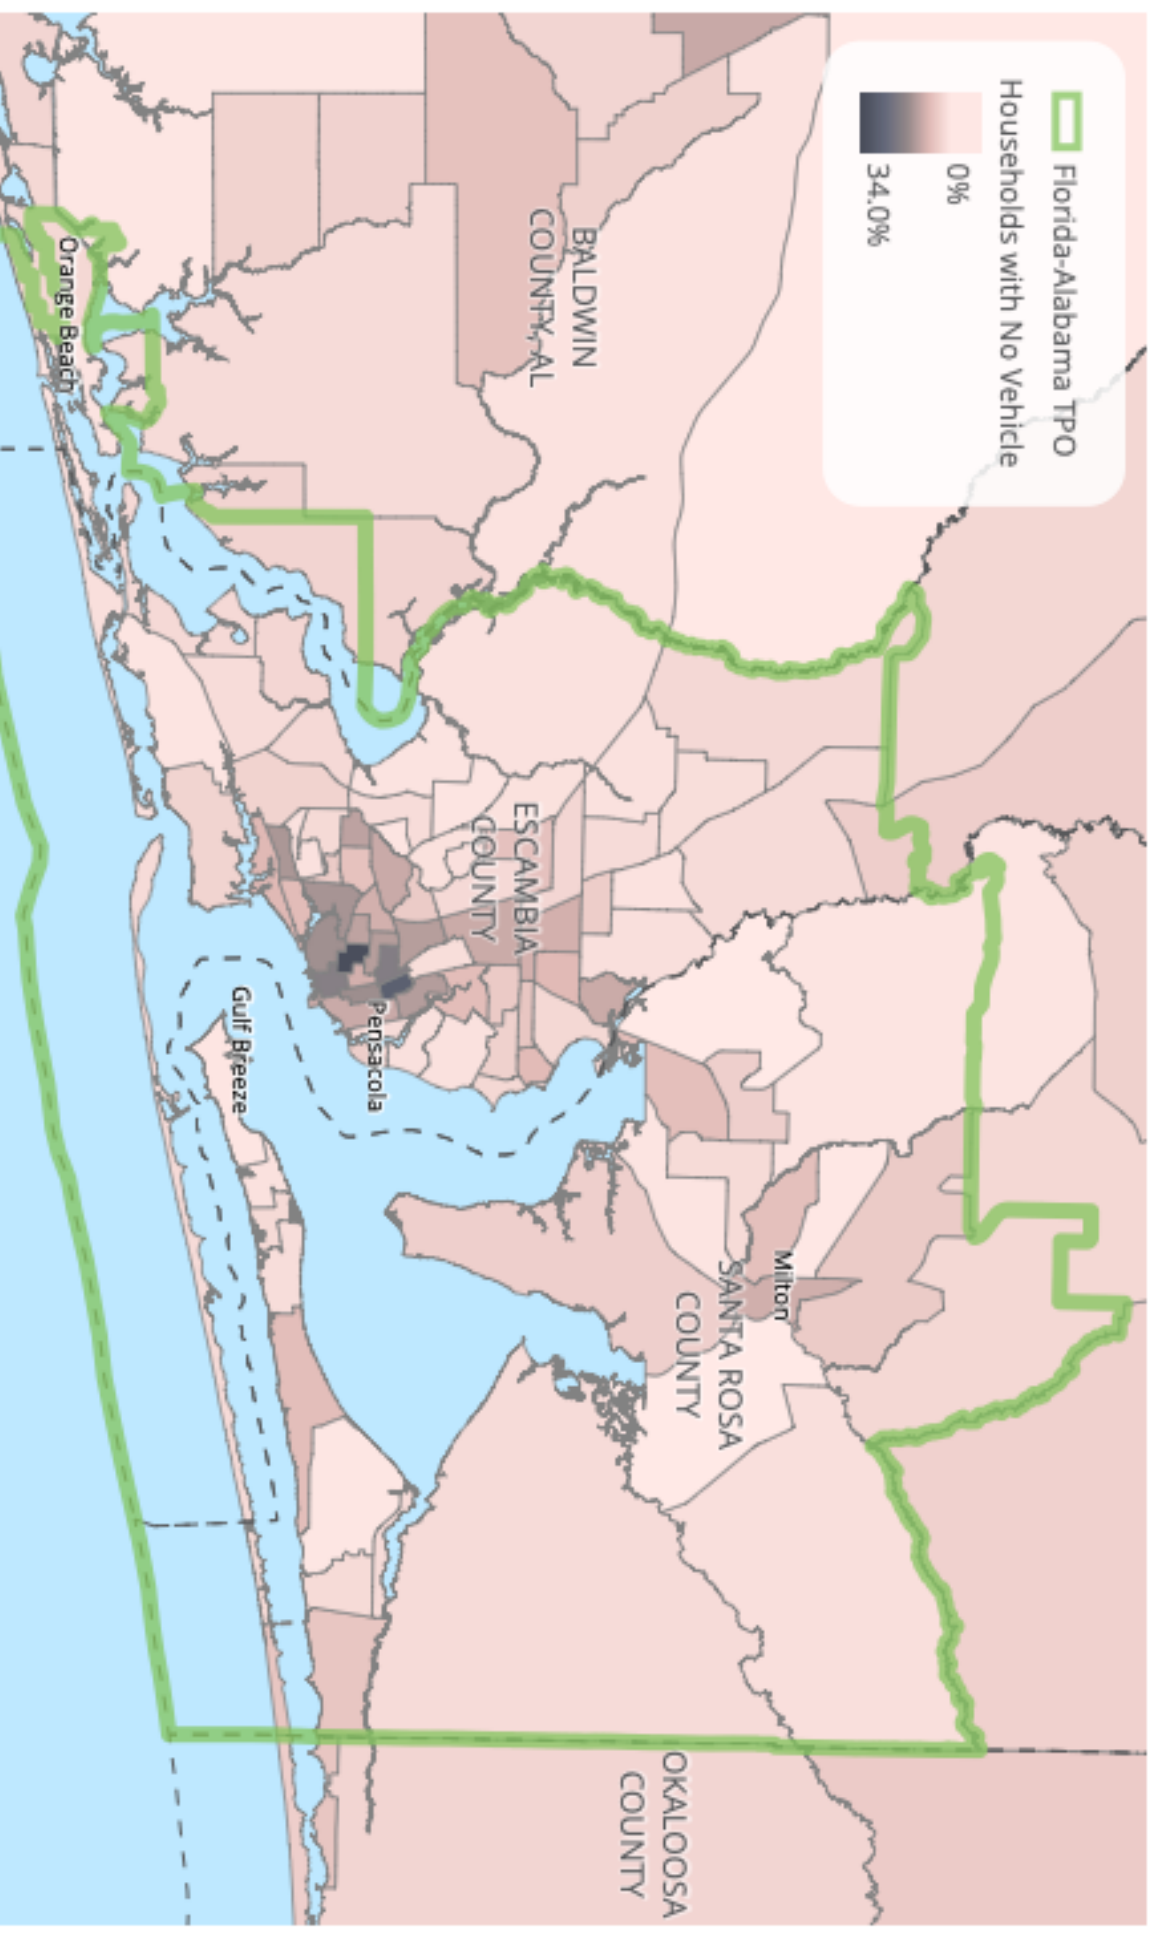 Florida-Alabama TPO
Households with No Vehicle
0%
34.0%
BALDWIN
COUNTY, AL
Orange Beach
ESCAMBIA
COUNTY
Pensacola
Gulf Breeze
Milton
SANTA ROSA
COUNTY
OKALOOSA
COUNTY